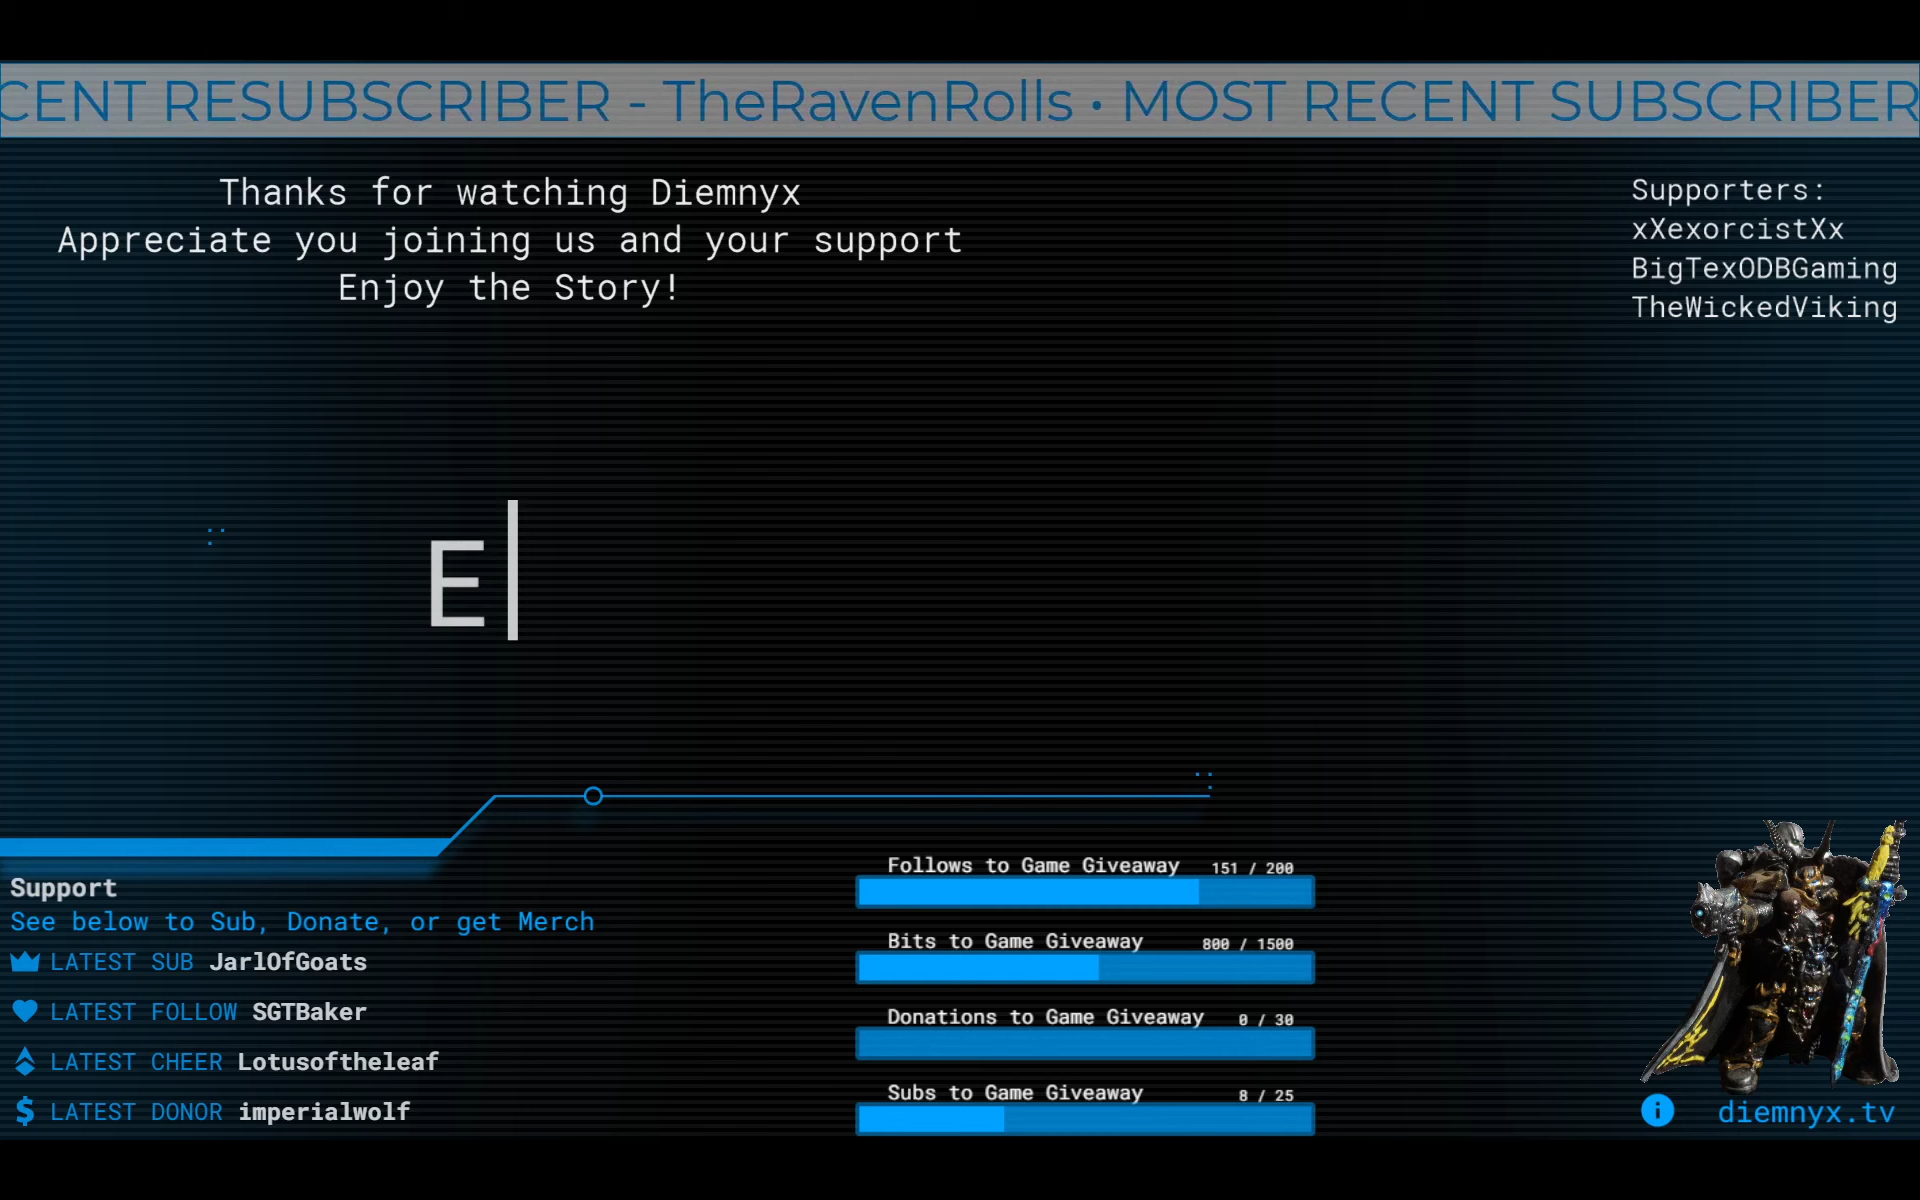 CENT RESUBSCRIBER - TheRavenRolls • MOST RECENT SUBSCRIBER
Thanks for watching Diemnyx
Appreciate you joining us and your support
Enjoy the Story!
Supporters:
xXexorcistXx
BigTexODBGaming
TheWickedViking
E
Support
See below to Sub, Donate, or get Merch
LATEST SUB JarlOfGoats
LATEST FOLLOW SGTBaker
LATEST CHEER Lotusoftheleaf
LATEST DONOR imperialwolf
Follows to Game Giveaway 151 / 200
Bits to Game Giveaway 800 / 1500
Donations to Game Giveaway 0 / 30
Subs to Game Giveaway 8 / 25
diemnyx.tv